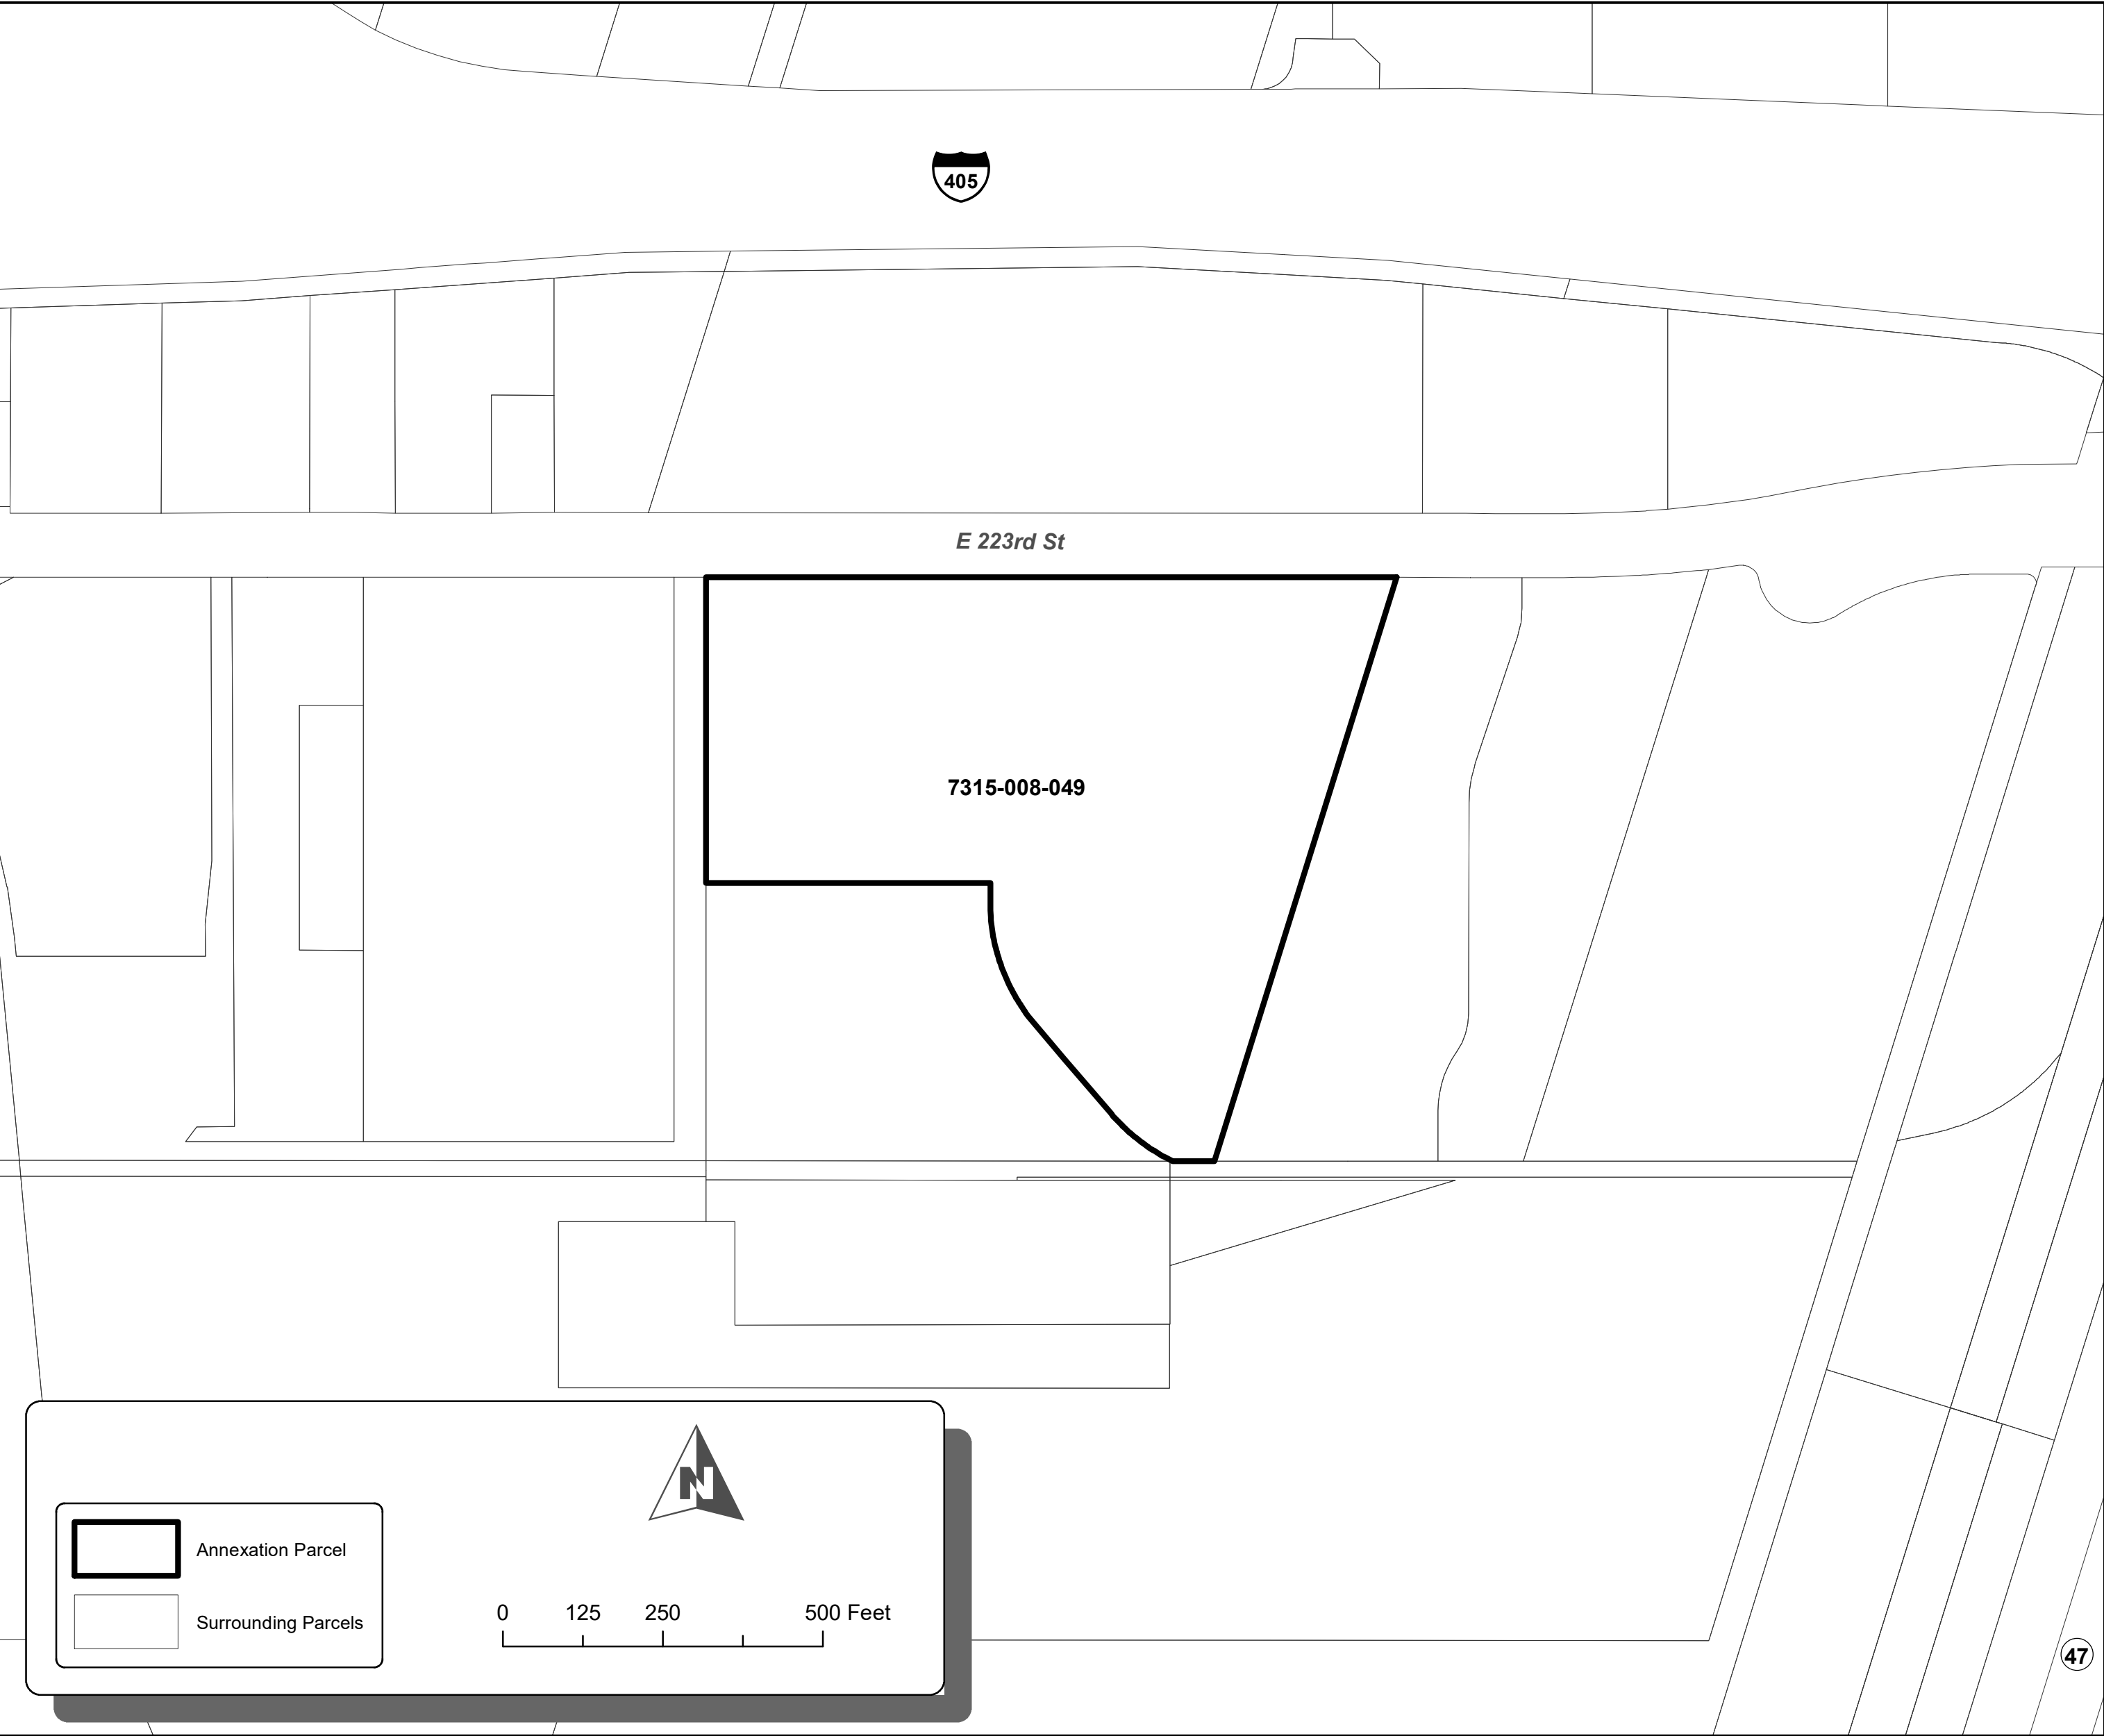 405
E 223rd St
7315-008-049
N
Annexation Parcel
Surrounding Parcels
0 125 250 500 Feet
47